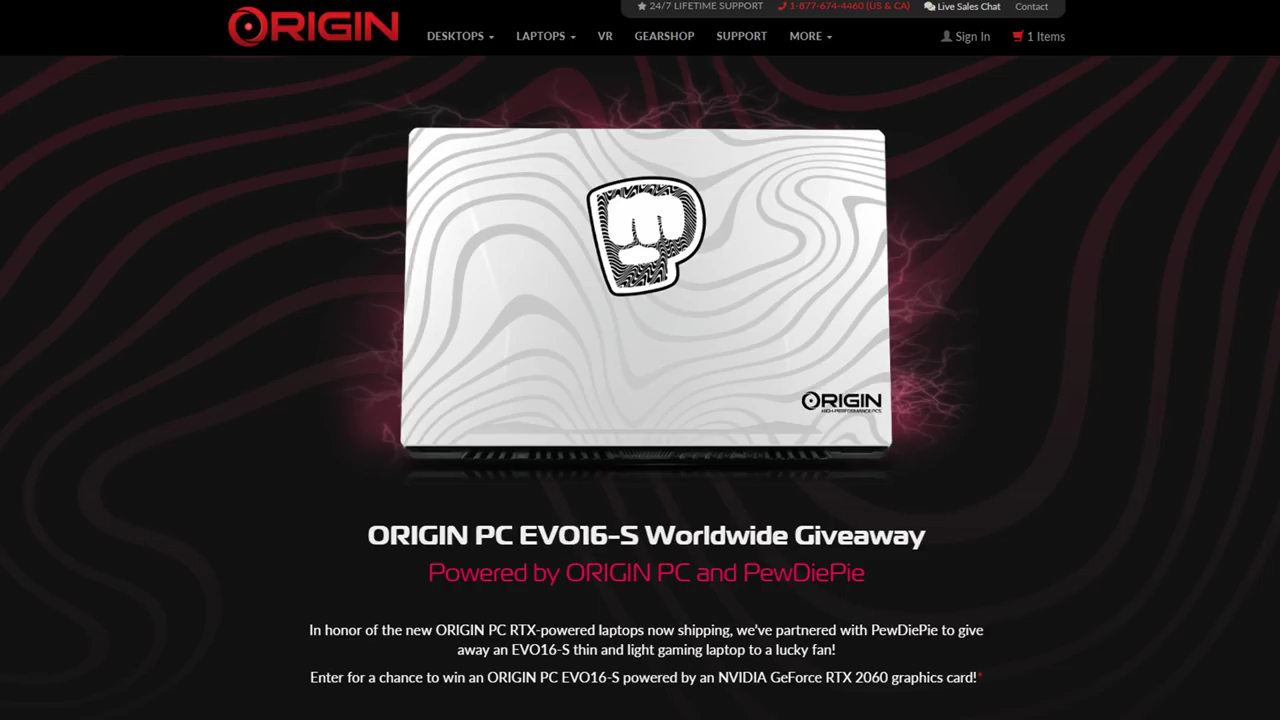 24/7 LIFETIME SUPPORT 1-877-674-4460 (US & CA) Live Sales Chat Contact
ORIGIN
DESKTOPS LAPTOPS VR GEARSHOP SUPPORT MORE Sign In 1 Items
ORIGIN
HIGH-PERFORMANCE PCS
ORIGIN PC EVO16-S Worldwide Giveaway
Powered by ORIGIN PC and PewDiePie
In honor of the new ORIGIN PC RTX-powered laptops now shipping, we've partnered with PewDiePie to give
away an EVO16-S thin and light gaming laptop to a lucky fan!
Enter for a chance to win an ORIGIN PC EVO16-S powered by an NVIDIA GeForce RTX 2060 graphics card!*